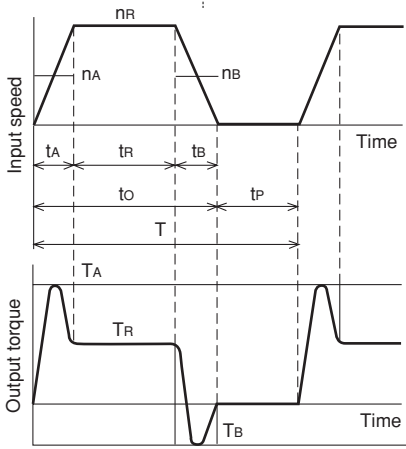 nR
nA
nB
Input speed
Time
tA
tR
tB
tO
tP
T
TA
TR
Output torque
Time
TB